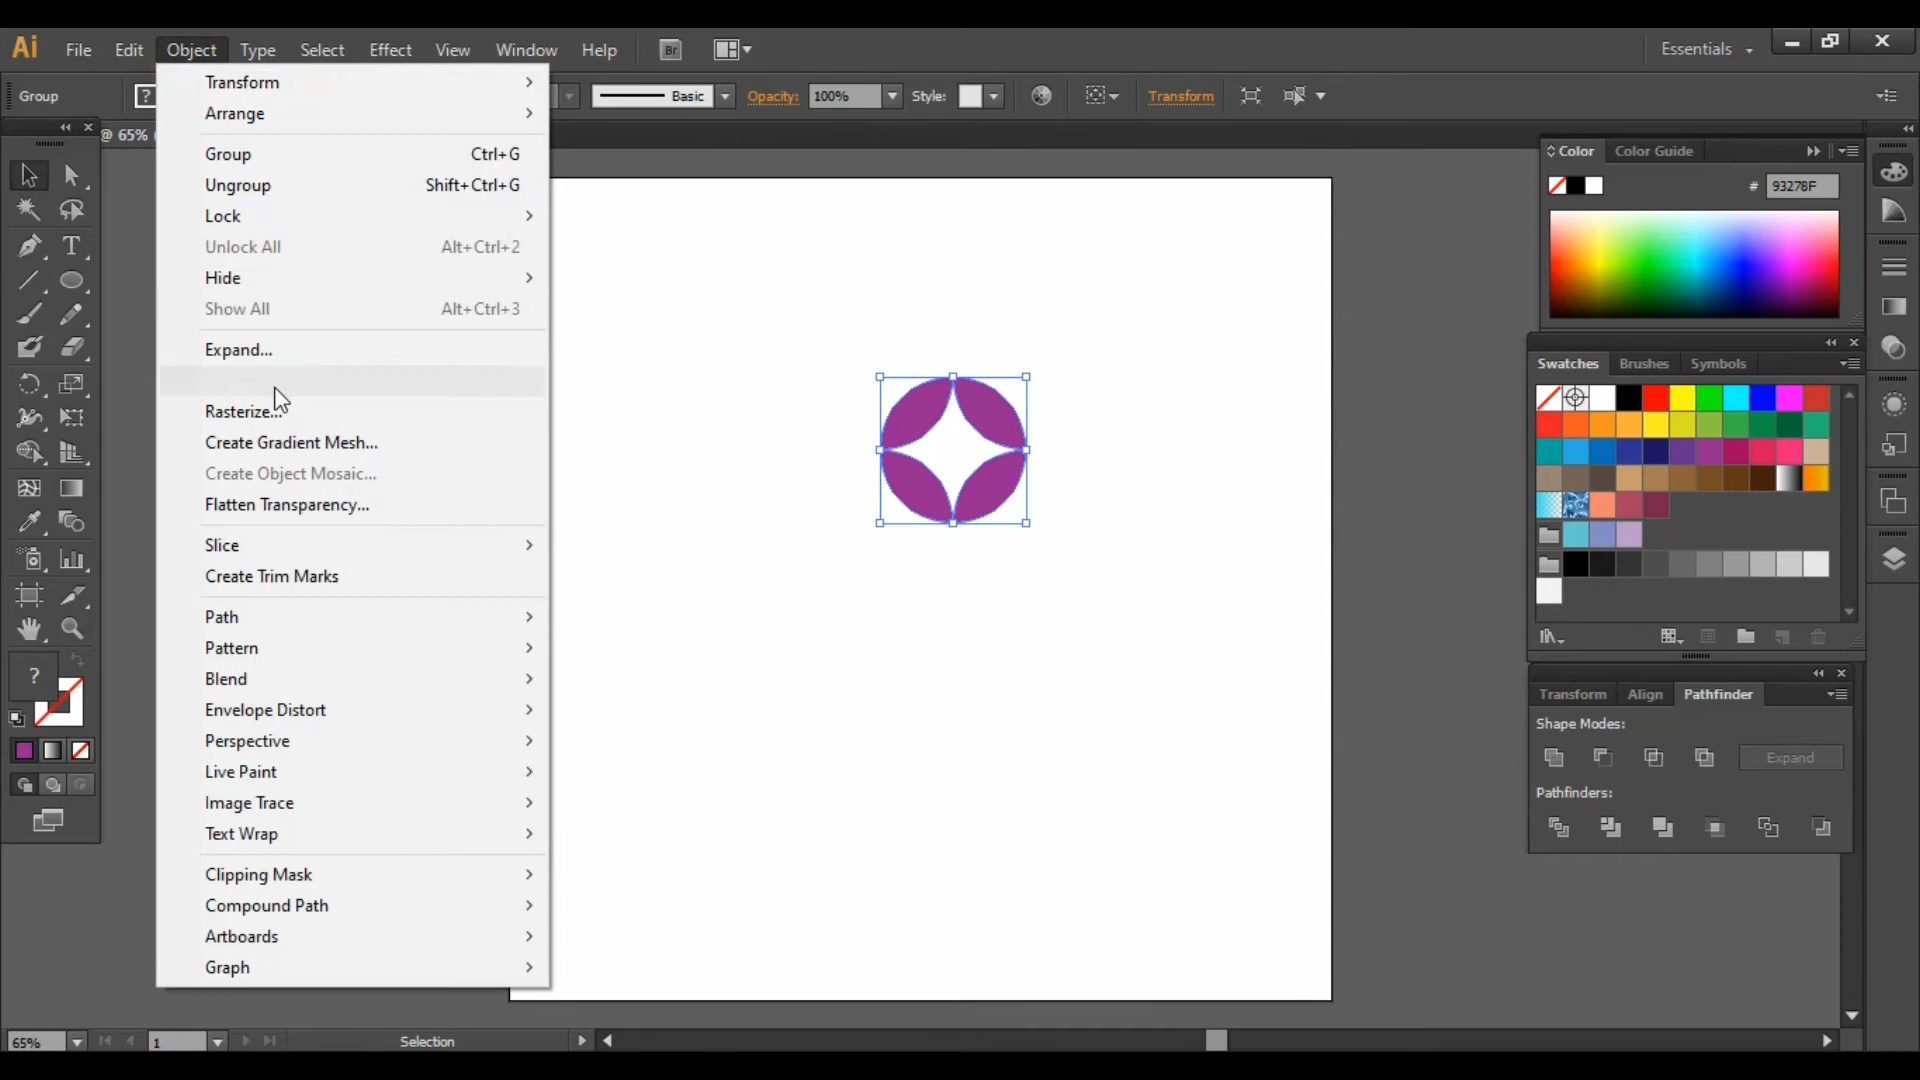 Ai File Edit Object Type Select Effect View Window Help Br Essentials
Group ? Basic Opacity: 100% Style: Transform
@ 65%
Transform
Arrange
Group Ctrl+G
Ungroup Shift+Ctrl+G
Lock
Unlock All Alt+Ctrl+2
Hide
Show All Alt+Ctrl+3
Expand...
Rasterize...
Create Gradient Mesh...
Create Object Mosaic...
Flatten Transparency...
Slice
Create Trim Marks
Path
Pattern
Blend
Envelope Distort
Perspective
Live Paint
Image Trace
Text Wrap
Clipping Mask
Compound Path
Artboards
Graph
T
?
Color Color Guide
# 93278F
Swatches Brushes Symbols
Transform Align Pathfinder
Shape Modes:
Expand
Pathfinders:
65% 1 Selection